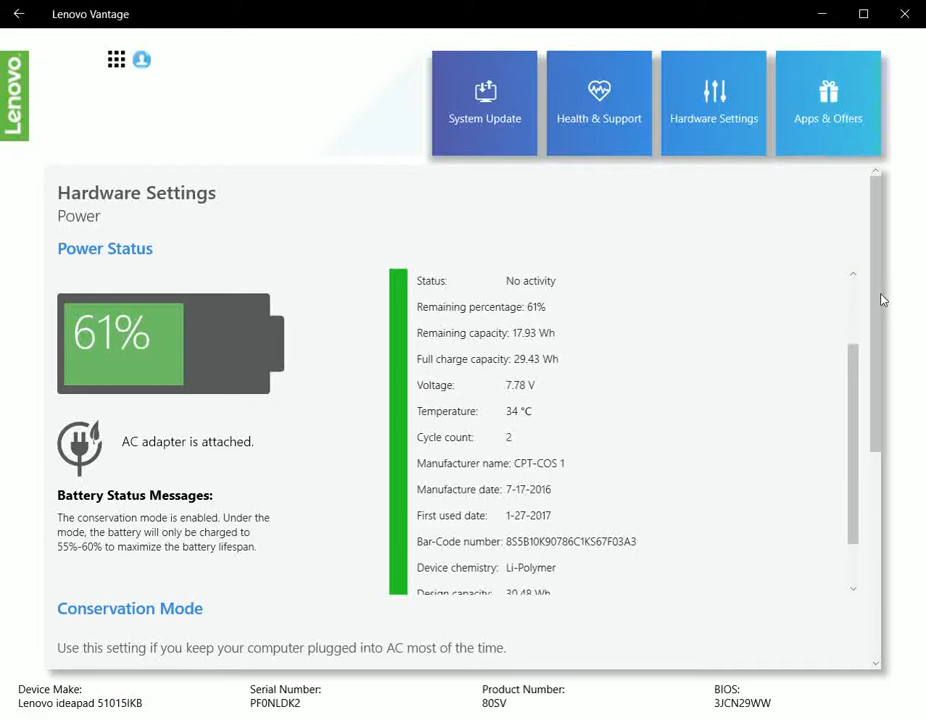 Lenovo Vantage
Lenovo
System Update
Health & Support
Hardware Settings
Apps & Offers
Hardware Settings
Power
Power Status
61%
AC adapter is attached.
Battery Status Messages:
The conservation mode is enabled. Under the
mode, the battery will only be charged to
55%-60% to maximize the battery lifespan.
Status: No activity
Remaining percentage: 61%
Remaining capacity: 17.93 Wh
Full charge capacity: 29.43 Wh
Voltage: 7.78 V
Temperature: 34 °C
Cycle count: 2
Manufacturer name: CPT-COS 1
Manufacture date: 7-17-2016
First used date: 1-27-2017
Bar-Code number: 8S5B10K90786C1KS67F03A3
Device chemistry: Li-Polymer
Design capacity: 30.48 Wh
Conservation Mode
Use this setting if you keep your computer plugged into AC most of the time.
Device Make:
Lenovo ideapad 51015IKB
Serial Number:
PF0NLDK2
Product Number:
80SV
BIOS:
3JCN29WW